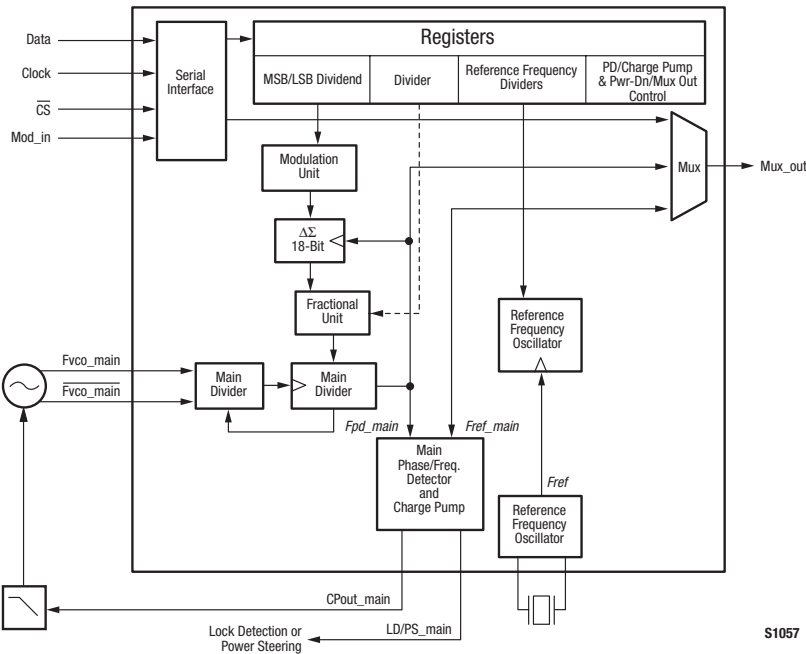 Data
Clock
C̅S̅
Mod_in
Serial
Interface
Registers
MSB/LSB Dividend
Divider
Reference Frequency
Dividers
PD/Charge Pump
& Pwr-Dn/Mux Out
Control
Modulation
Unit
Mux
Mux_out
ΔΣ
18-Bit
Fractional
Unit
Reference
Frequency
Oscillator
Fvco_main
F̅v̅c̅o̅_̅m̅a̅i̅n̅
Main
Divider
Main
Divider
Fpd_main
Fref_main
Main
Phase/Freq.
Detector
and
Charge Pump
Fref
Reference
Frequency
Oscillator
CPout_main
LD/PS_main
Lock Detection or
Power Steering
S1057